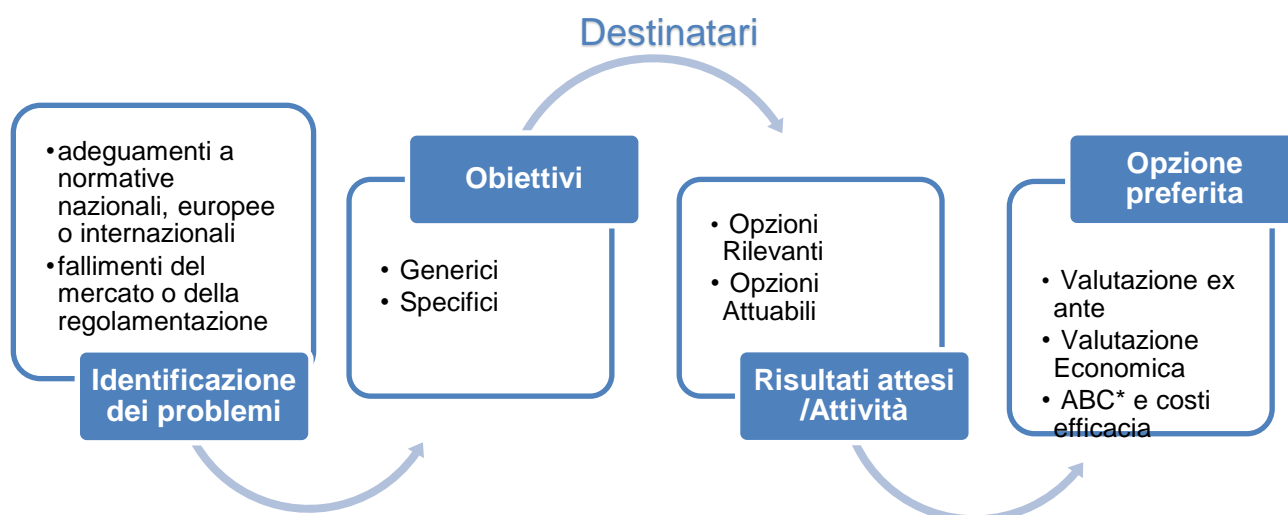 Destinatari
•adeguamenti a
normative
nazionali, europee
o internazionali
•fallimenti del
mercato o della
regolamentazione
Identificazione
dei problemi
Obiettivi
• Generici
• Specifici
• Opzioni
Rilevanti
• Opzioni
Attuabili
Risultati attesi
/Attività
Opzione
preferita
• Valutazione ex
ante
• Valutazione
Economica
• ABC* e costi
efficacia